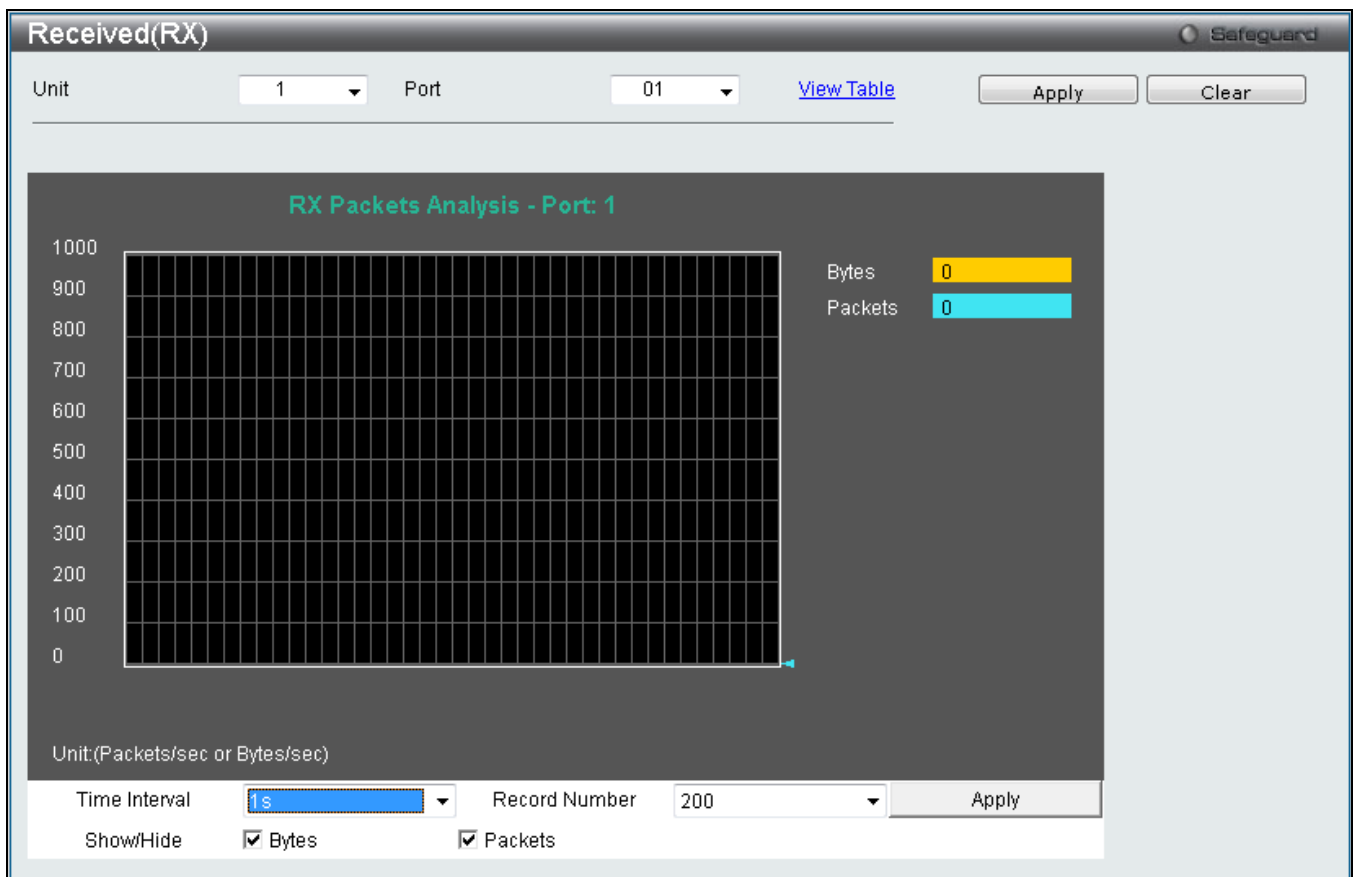 Received(RX)
Safeguard
Unit 1 Port 01 View Table Apply Clear
RX Packets Analysis - Port: 1
1000
900
800
700
600
500
400
300
200
100
0
Bytes 0
Packets 0
Unit:(Packets/sec or Bytes/sec)
Time Interval 1s Record Number 200 Apply
Show/Hide Bytes Packets